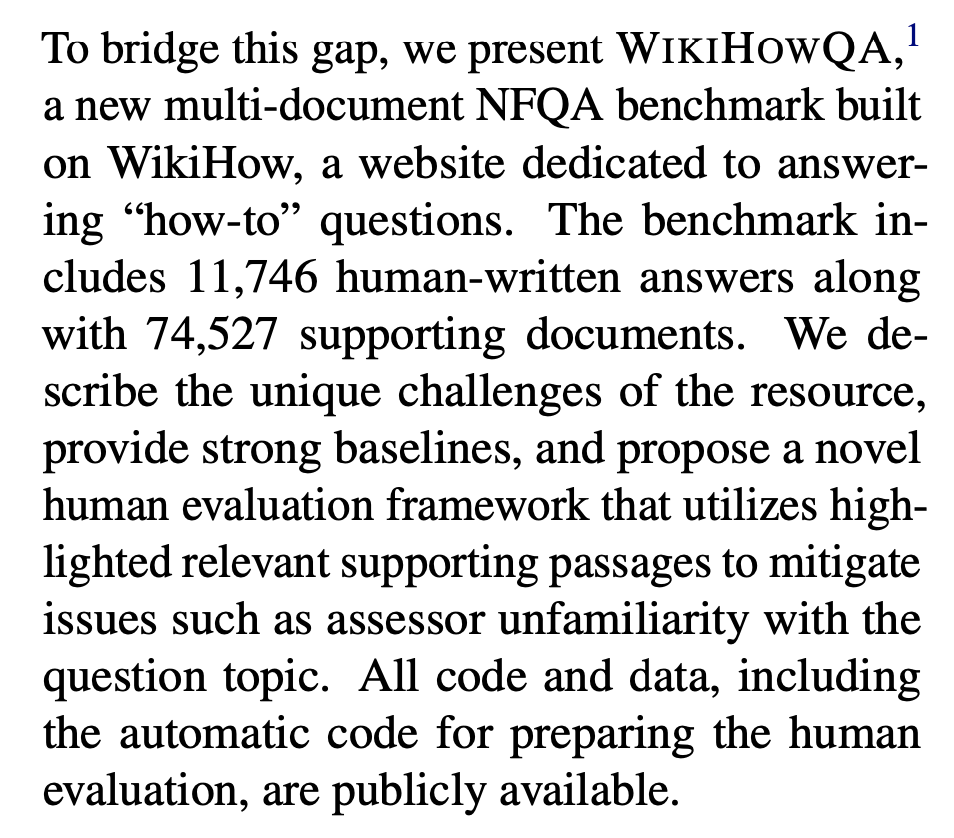 To bridge this gap, we present WIKIHOWQA,1
a new multi-document NFQA benchmark built
on WikiHow, a website dedicated to answer-
ing “how-to” questions. The benchmark in-
cludes 11,746 human-written answers along
with 74,527 supporting documents. We de-
scribe the unique challenges of the resource,
provide strong baselines, and propose a novel
human evaluation framework that utilizes high-
lighted relevant supporting passages to mitigate
issues such as assessor unfamiliarity with the
question topic. All code and data, including
the automatic code for preparing the human
evaluation, are publicly available.